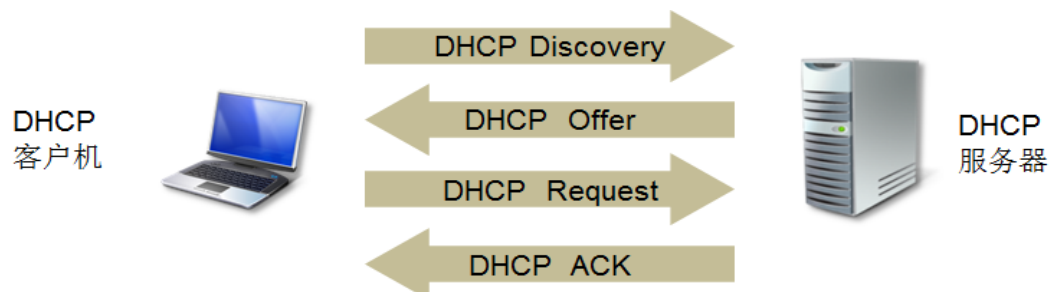 DHCP Discovery
DHCP Offer
DHCP
客户机
DHCP
服务器
DHCP Request
DHCP ACK